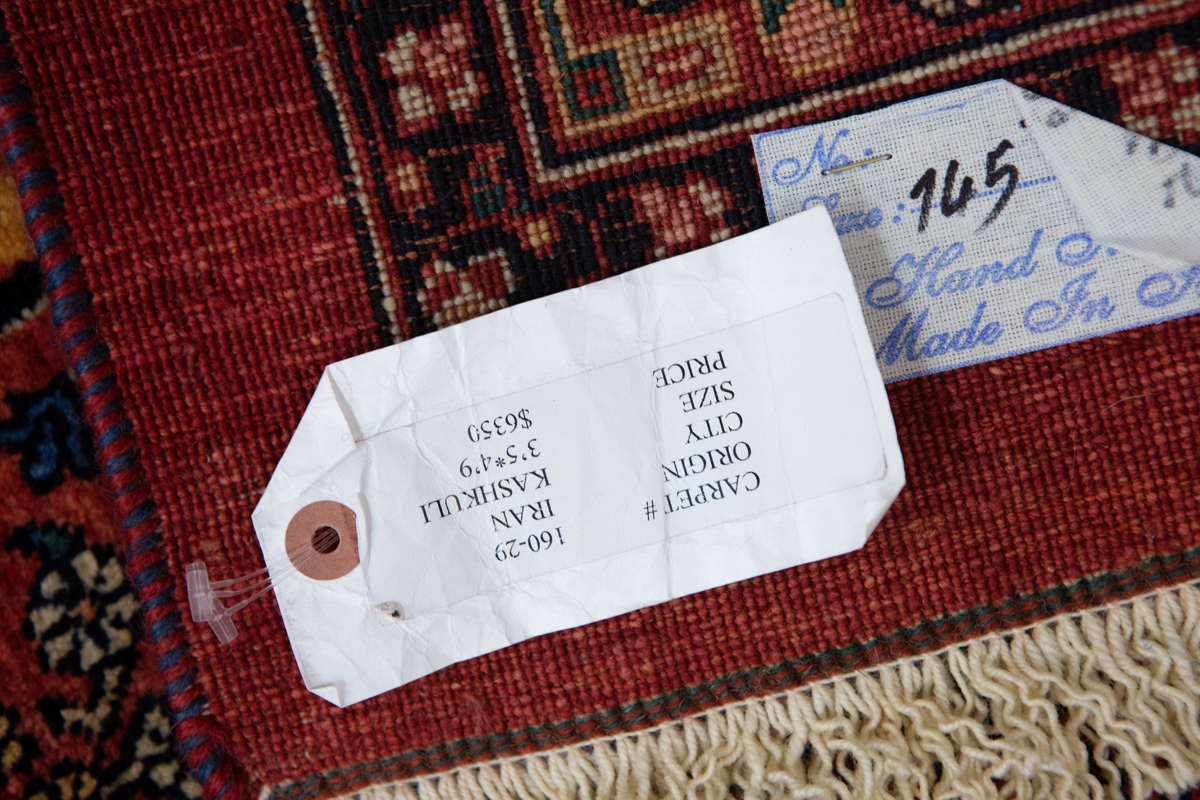 CARPET # 160-29
ORIGIN IRAN
CITY KASHKULI
SIZE 3'5*4'9
PRICE $6350
No:
145
Hand
Made In